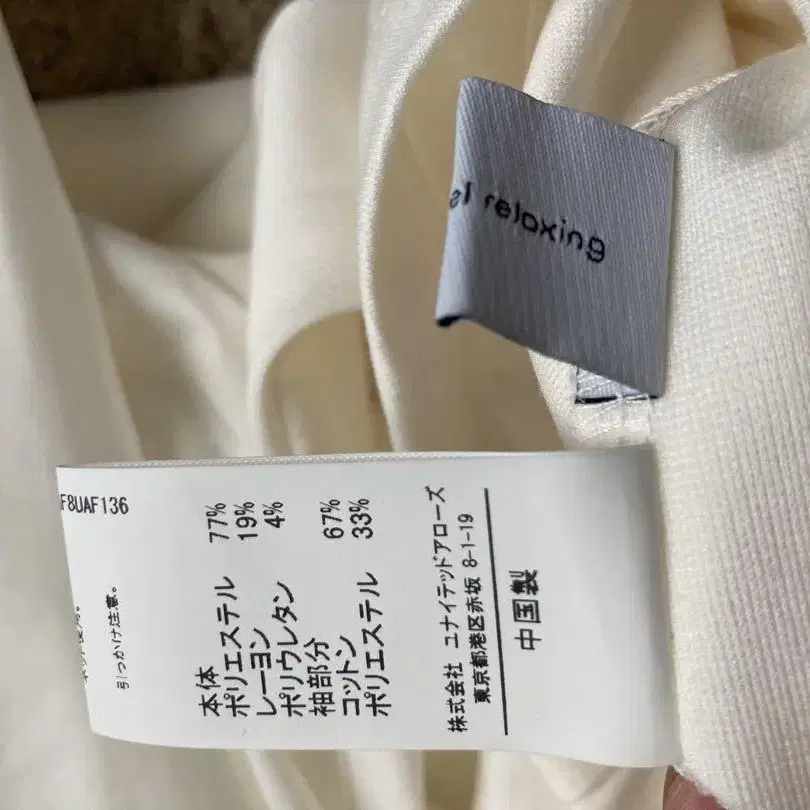 el relaxing
F8UAF136
引っかけ注意。
本体
ポリエステル 77%
レーヨン 19%
ポリウレタン 4%
袖部分
コットン 67%
ポリエステル 33%
株式会社 ユナイテッドアローズ
東京都港区赤坂 8-1-19
中国製